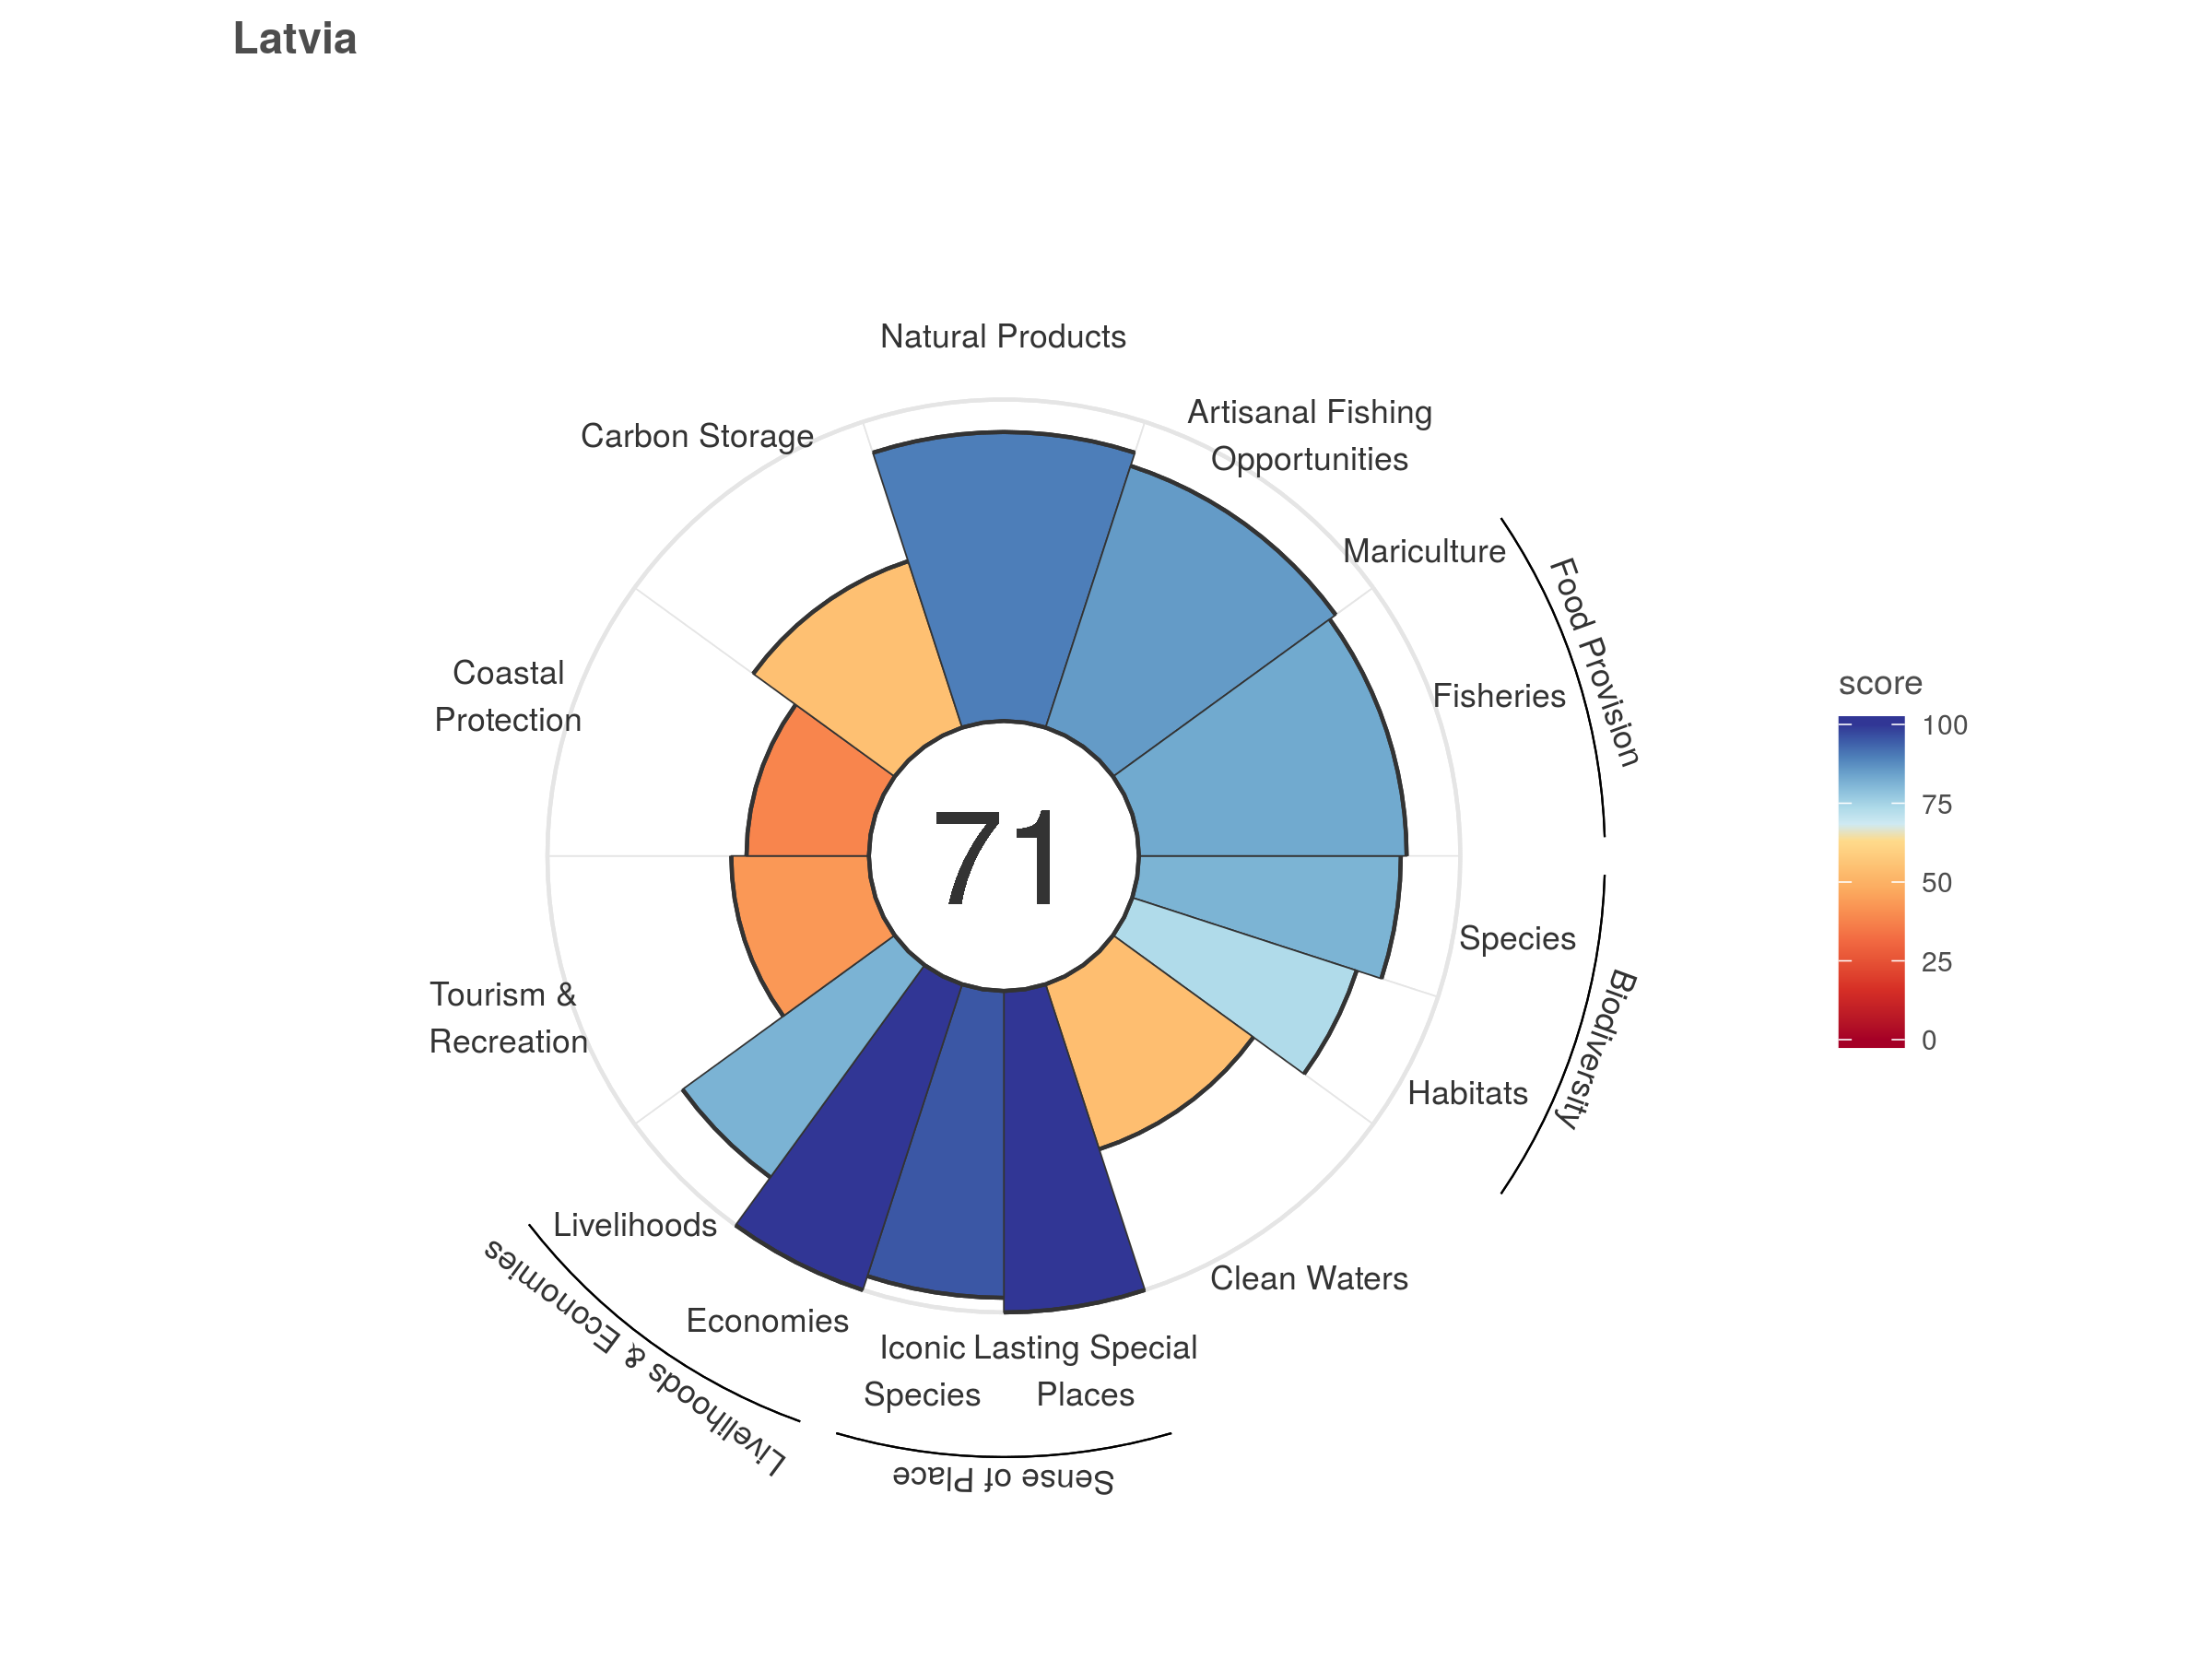 Latvia
Natural Products
Artisanal Fishing
Opportunities
Carbon Storage
Mariculture
Food Provision
Fisheries
Coastal
Protection
score
100
75
50
25
0
71
Species
Biodiversity
Habitats
Tourism &
Recreation
Livelihoods
Livelihoods & Economies
Economies
Clean Waters
Iconic
Species
Lasting Special
Places
Sense of Place